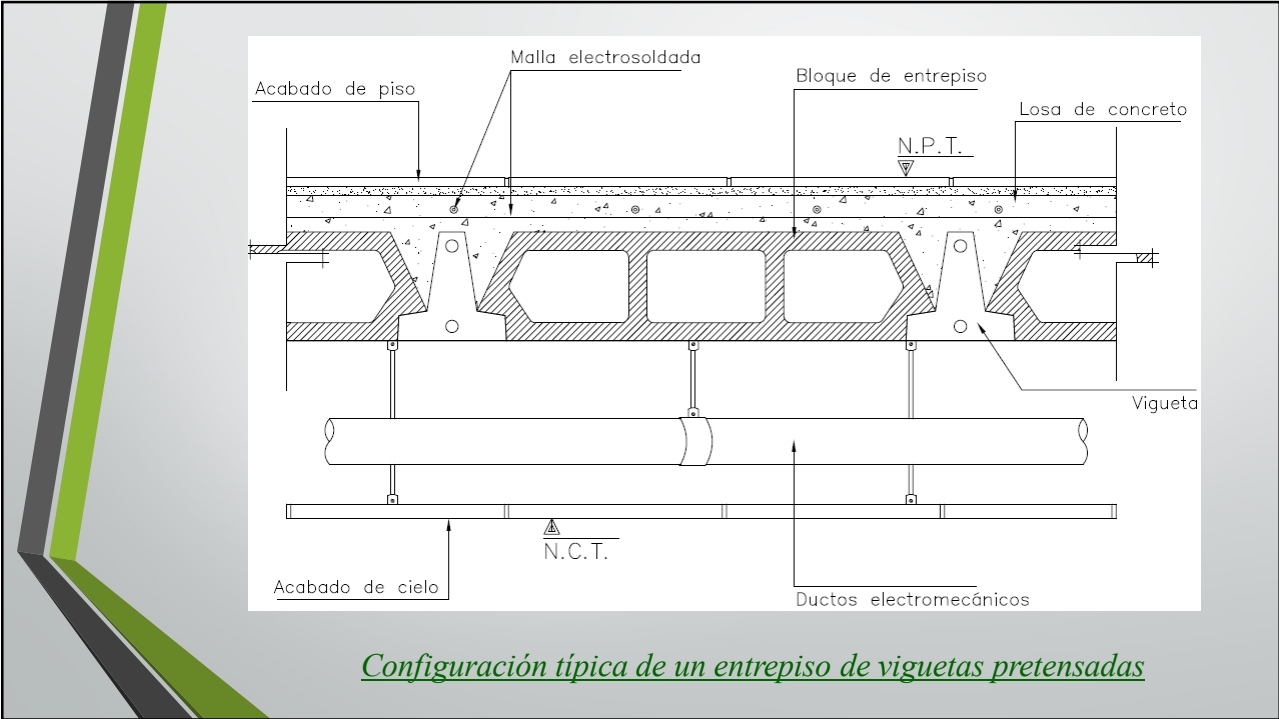 Malla electrosoldada
Acabado de piso
Bloque de entrepiso
Losa de concreto
N.P.T.
Vigueta
N.C.T.
Acabado de cielo
Ductos electromecánicos
Configuración típica de un entrepiso de viguetas pretensadas